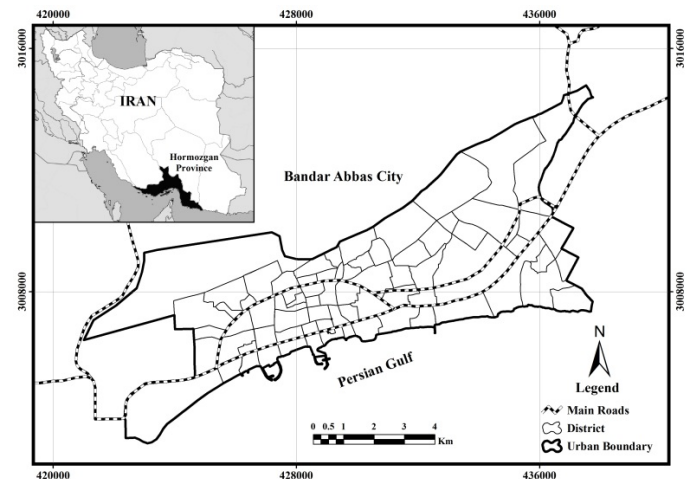 420000 428000 436000
3016000 3016000
IRAN
Hormozgan
Province
Bandar Abbas City
3008000 3008000
Persian Gulf
N
Legend
Main Roads
District
Urban Boundary
0 0.5 1 2 3 4
Km
420000 428000 436000